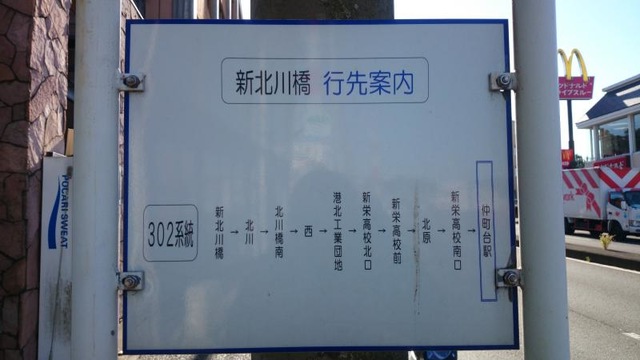 新北川橋 行先案内
302系統
新北川橋 → 北川 → 北川橋南 → 西 → 港北工業団地 → 新栄高校北口 → 新栄高校前 → 北原 → 新栄高校南口 → 仲町台駅
POCARI SWEAT